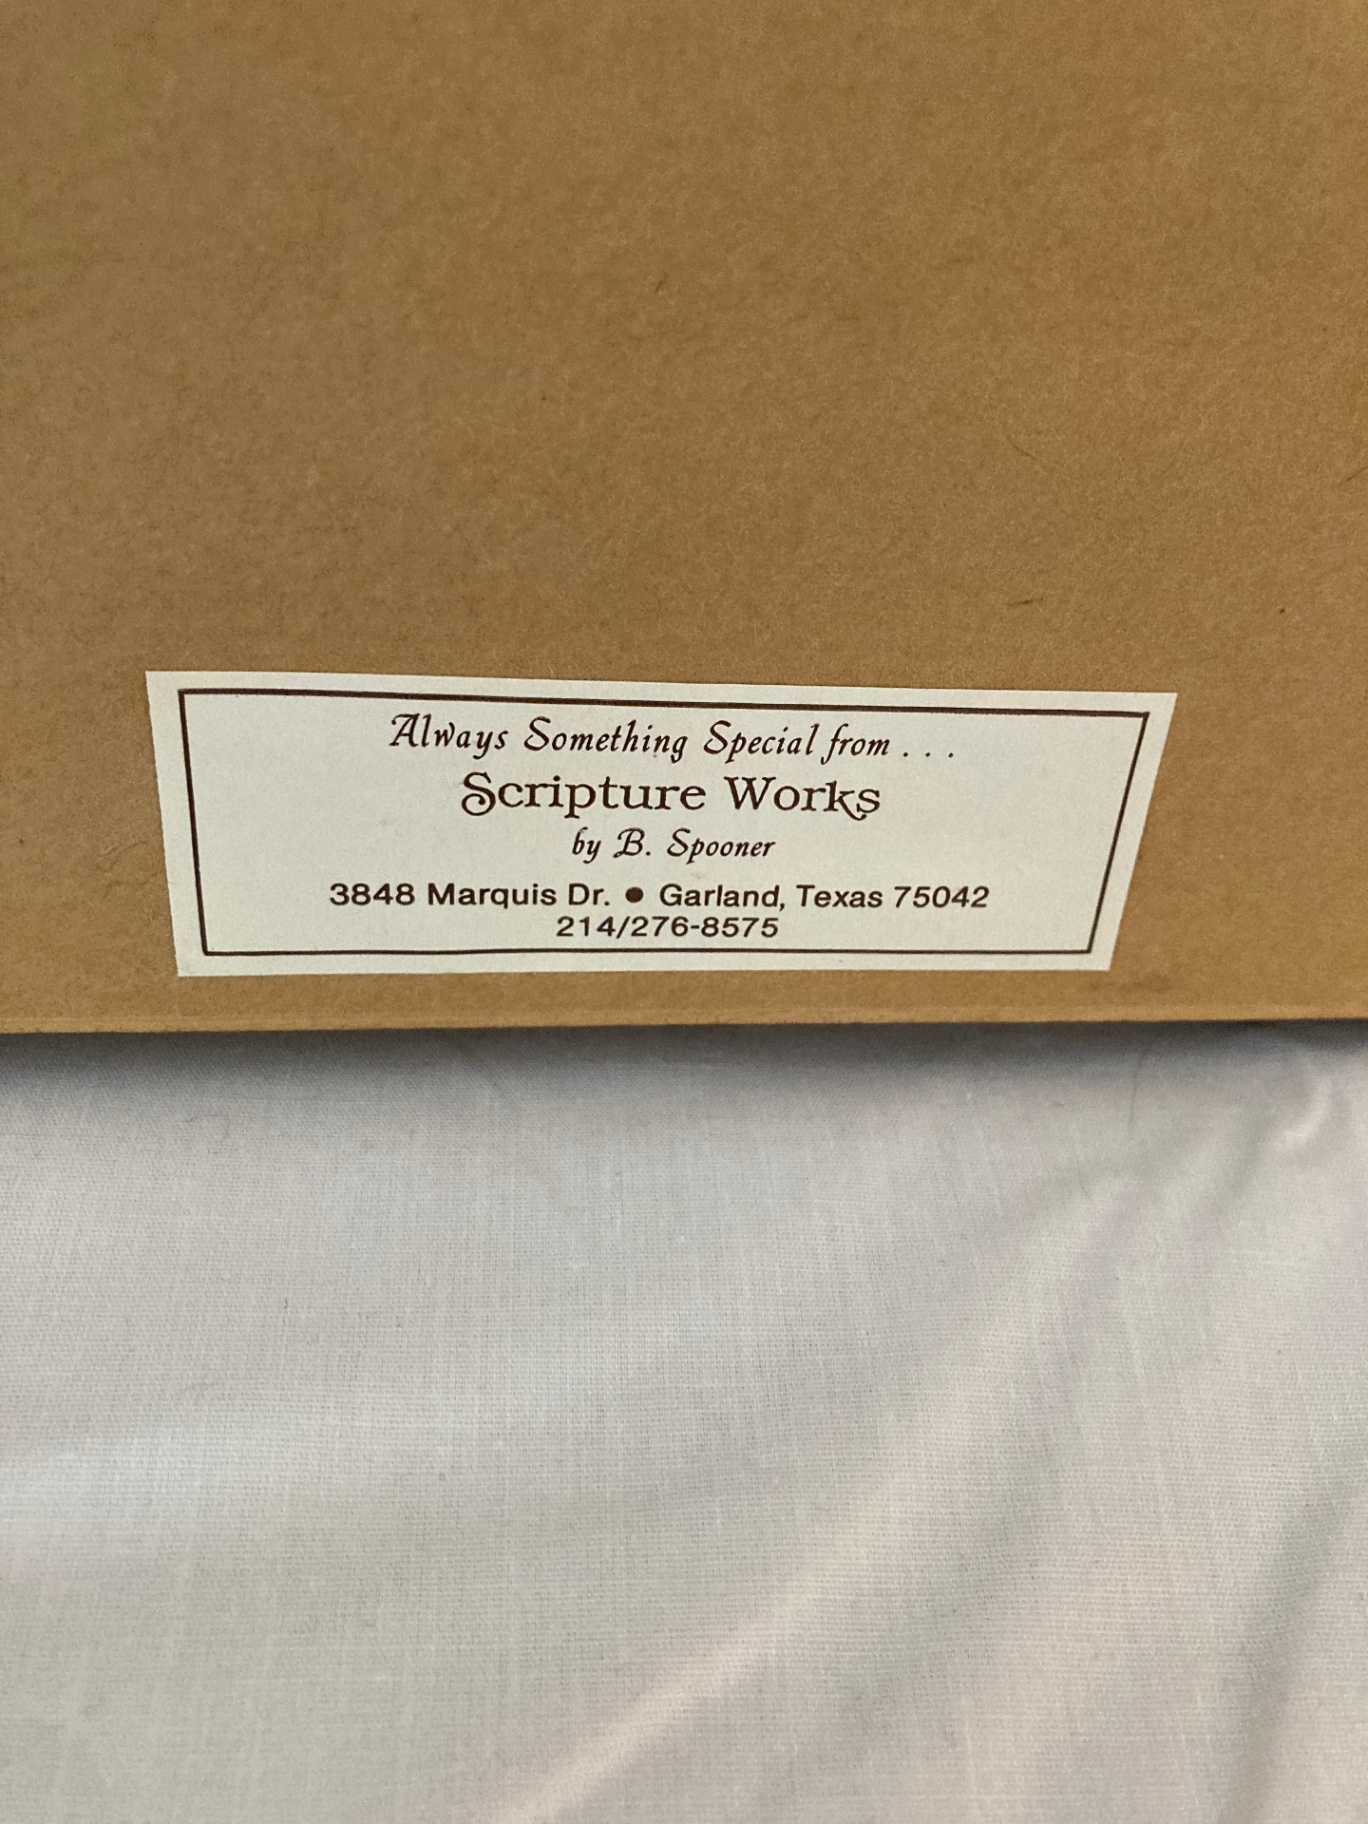 Always Something Special from . . .
Scripture Works
by B. Spooner
3848 Marquis Dr. ● Garland, Texas 75042
214/276-8575